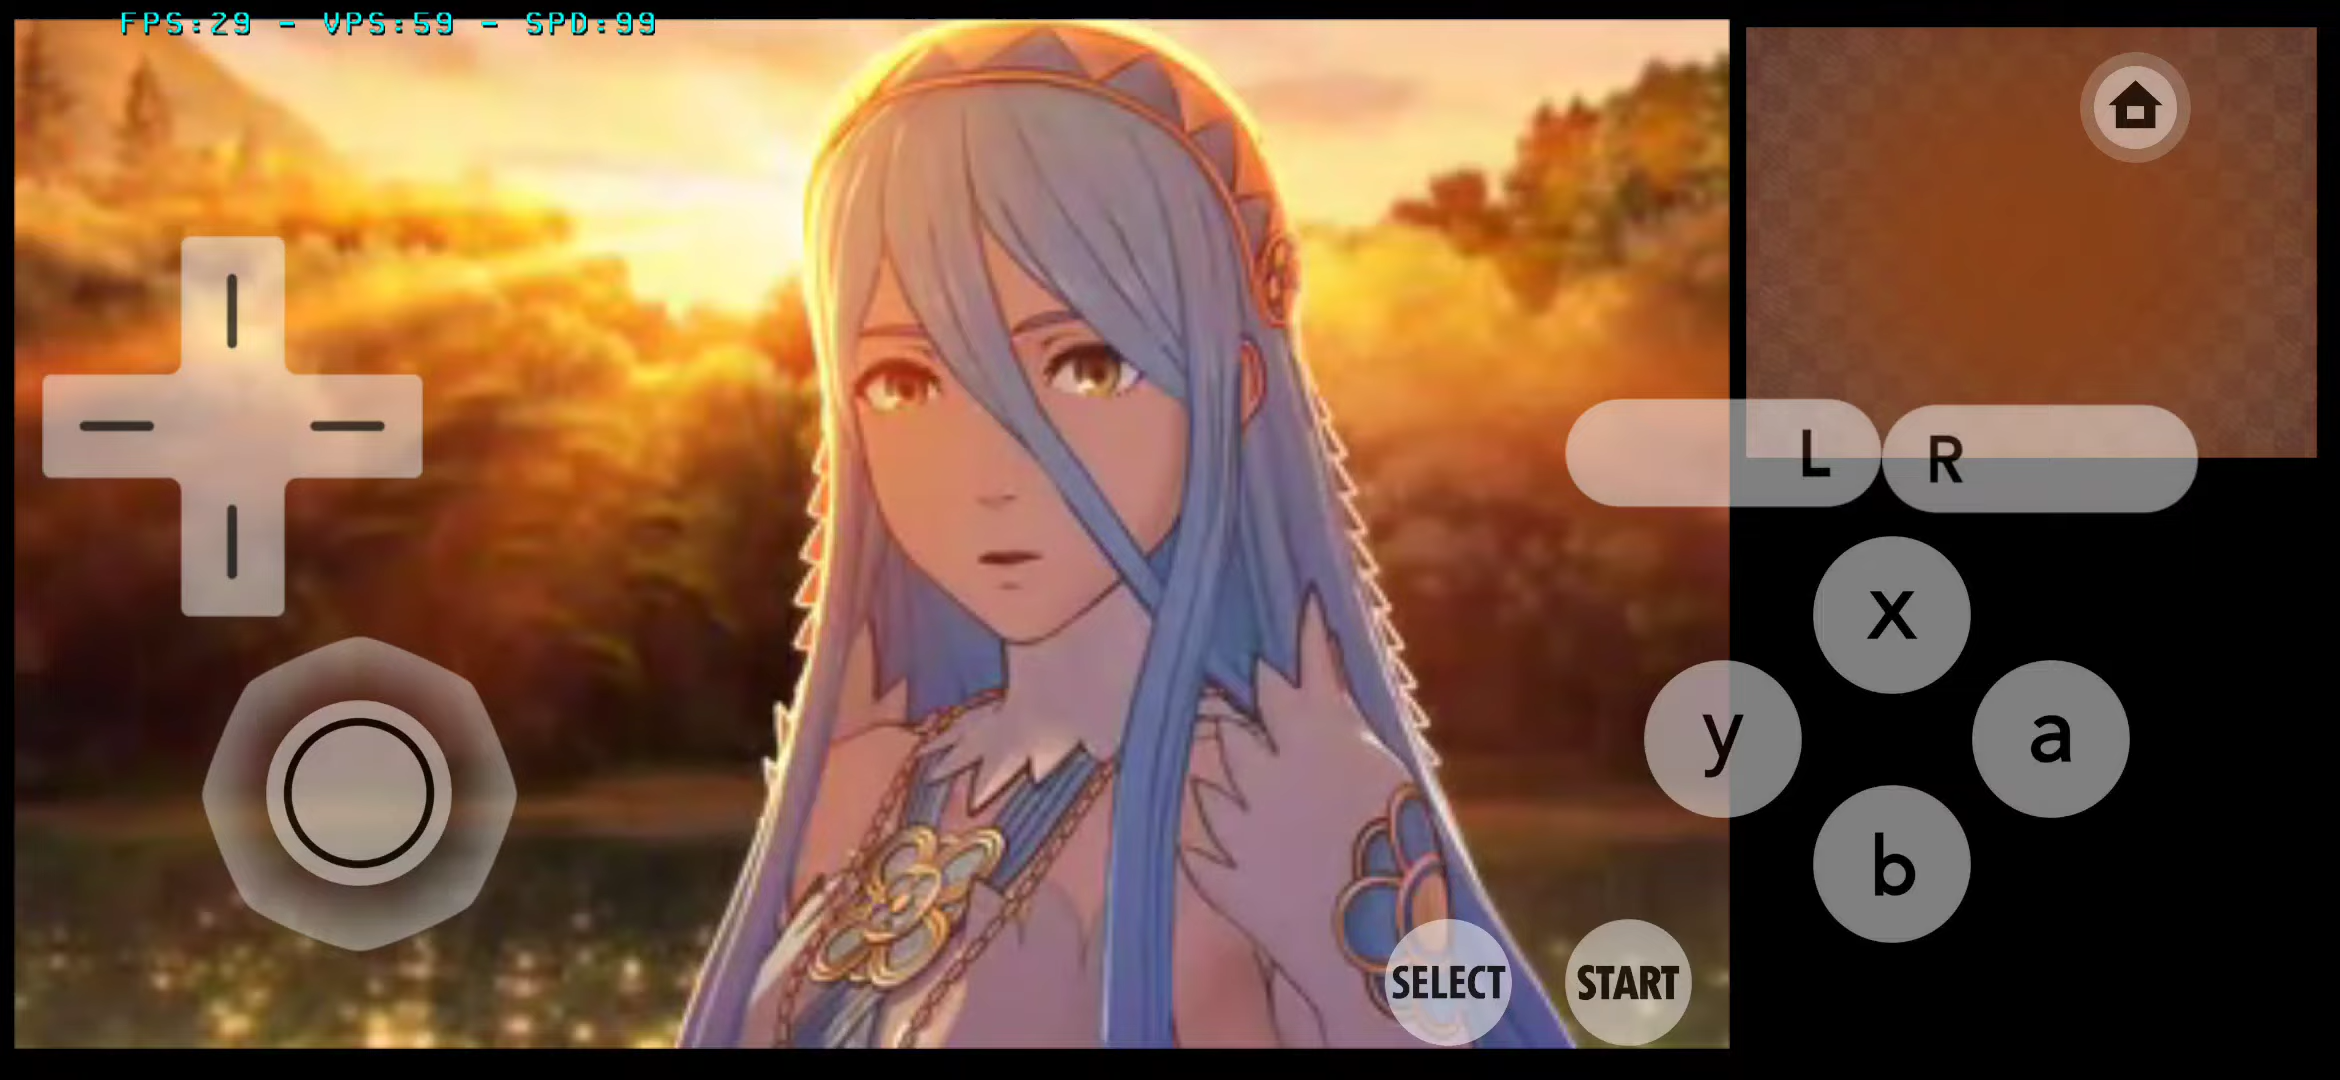 FPS:29 - VPS:59 - SPD:99
L R
x
y a
b
SELECT START